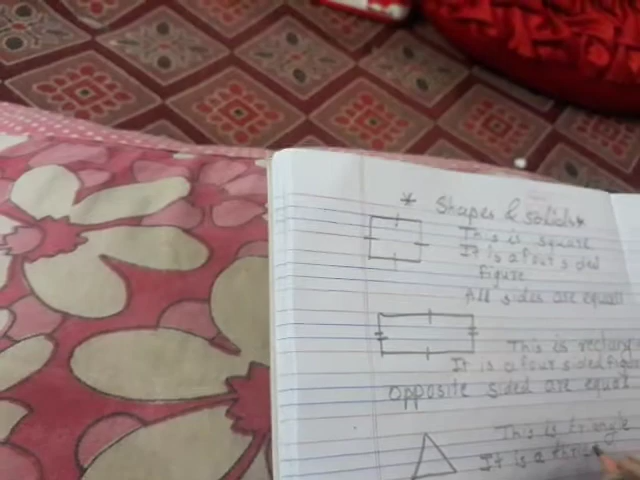 * Shapes & Solids *
This is square
It is a four sided
figure
All sides are equal
This is rectangle
It is a four sided figure
opposite sided are equal
This is triangle
It is a